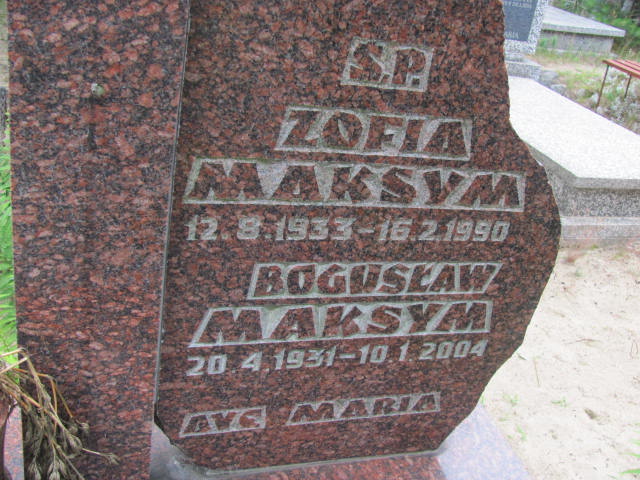 S.P.
ZOFIA
MAKSYM
12.8.1933-16.2.1990
BOGUSŁAW
MAKSYM
20.4.1931-10.1.2004
AVE MARIA